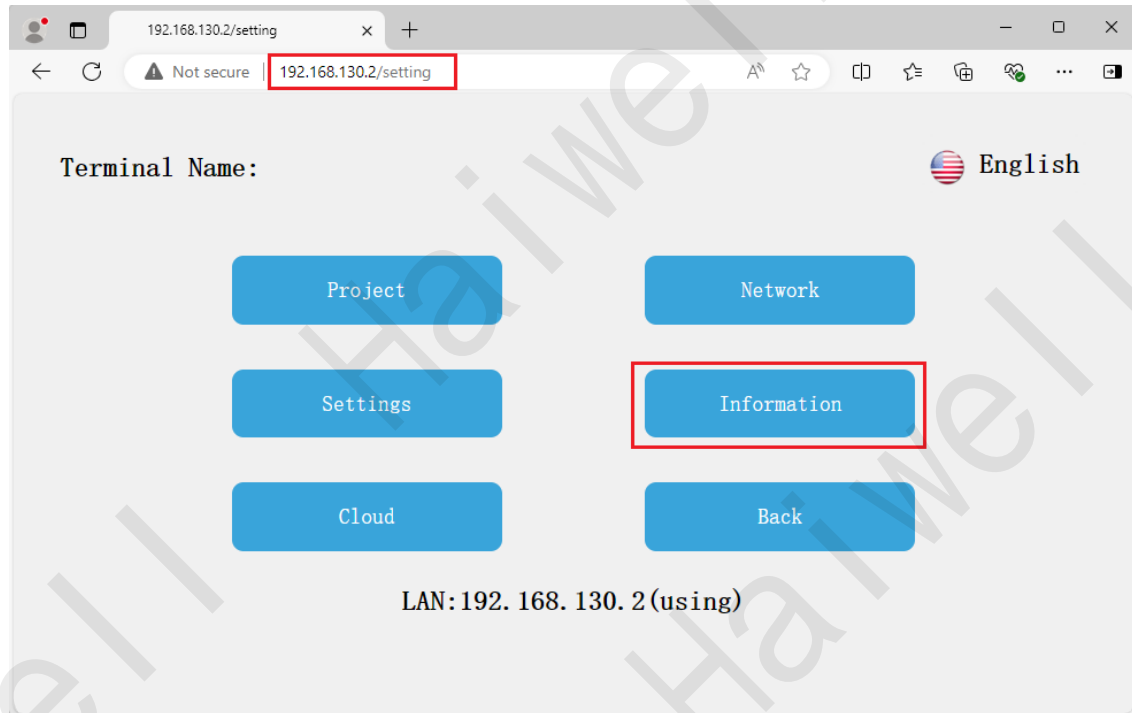 192.168.130.2/setting
Not secure 192.168.130.2/setting
Terminal Name:
English
Project
Network
Settings
Information
Cloud
Back
LAN:192.168.130.2(using)
Haiwell
Haiwell